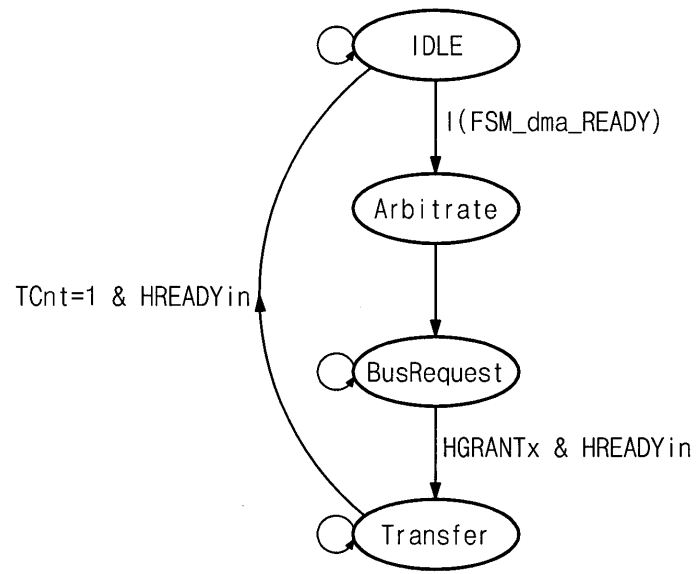 IDLE
I(FSM_dma_READY)
Arbitrate
TCnt=1 & HREADYin
BusRequest
HGRANTx & HREADYin
Transfer